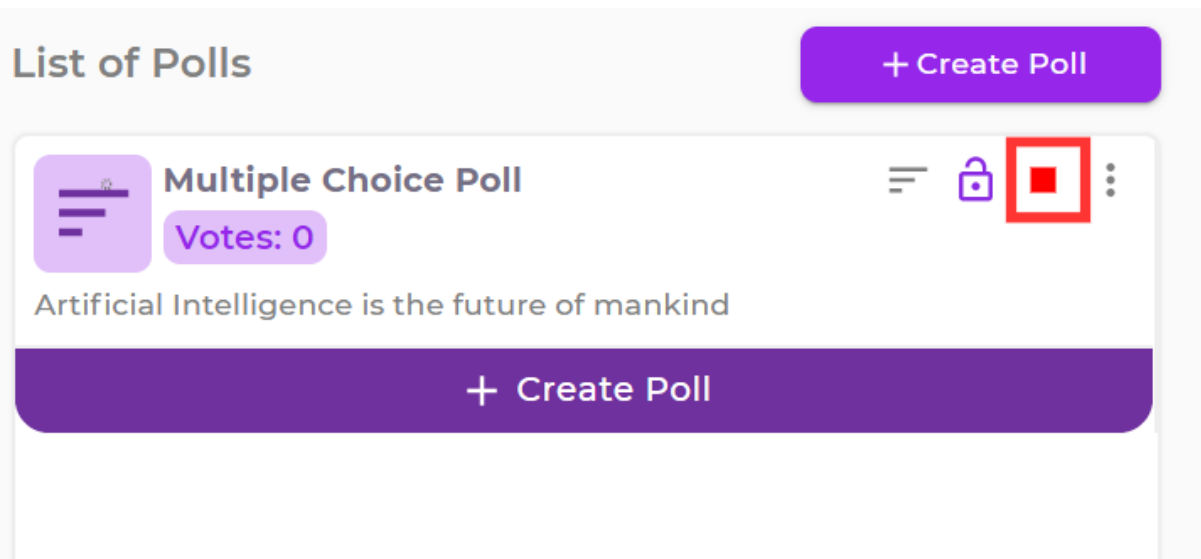 List of Polls
+ Create Poll
Multiple Choice Poll
Votes: 0
Artificial Intelligence is the future of mankind
+ Create Poll